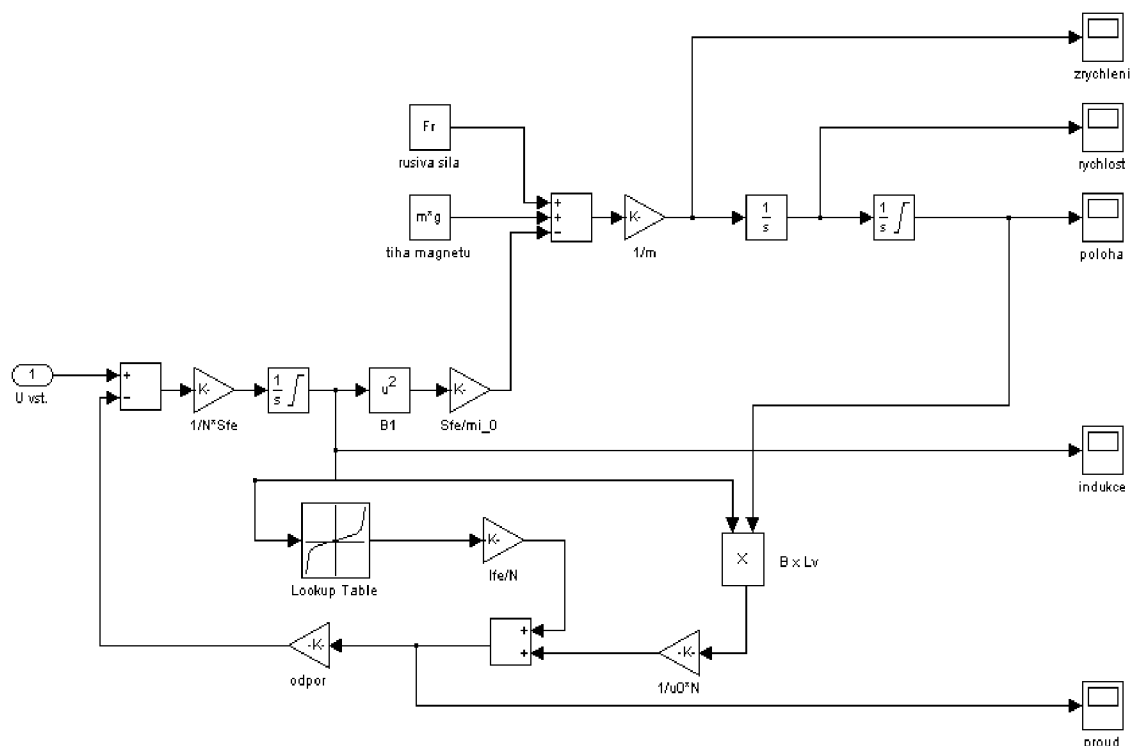 zrychleni
Fr
rusiva sila
rychlost
m*g
tiha magnetu
+
+
−
K-
1/m
1
s
1
s
poloha
1
U vst.
+
−
K-
1/N*Sfe
1
s
u2
B1
K-
Sfe/mi_0
indukce
Lookup Table
K-
lfe/N
X
B x Lv
-K-
odpor
+
+
-K-
1/u0*N
proud